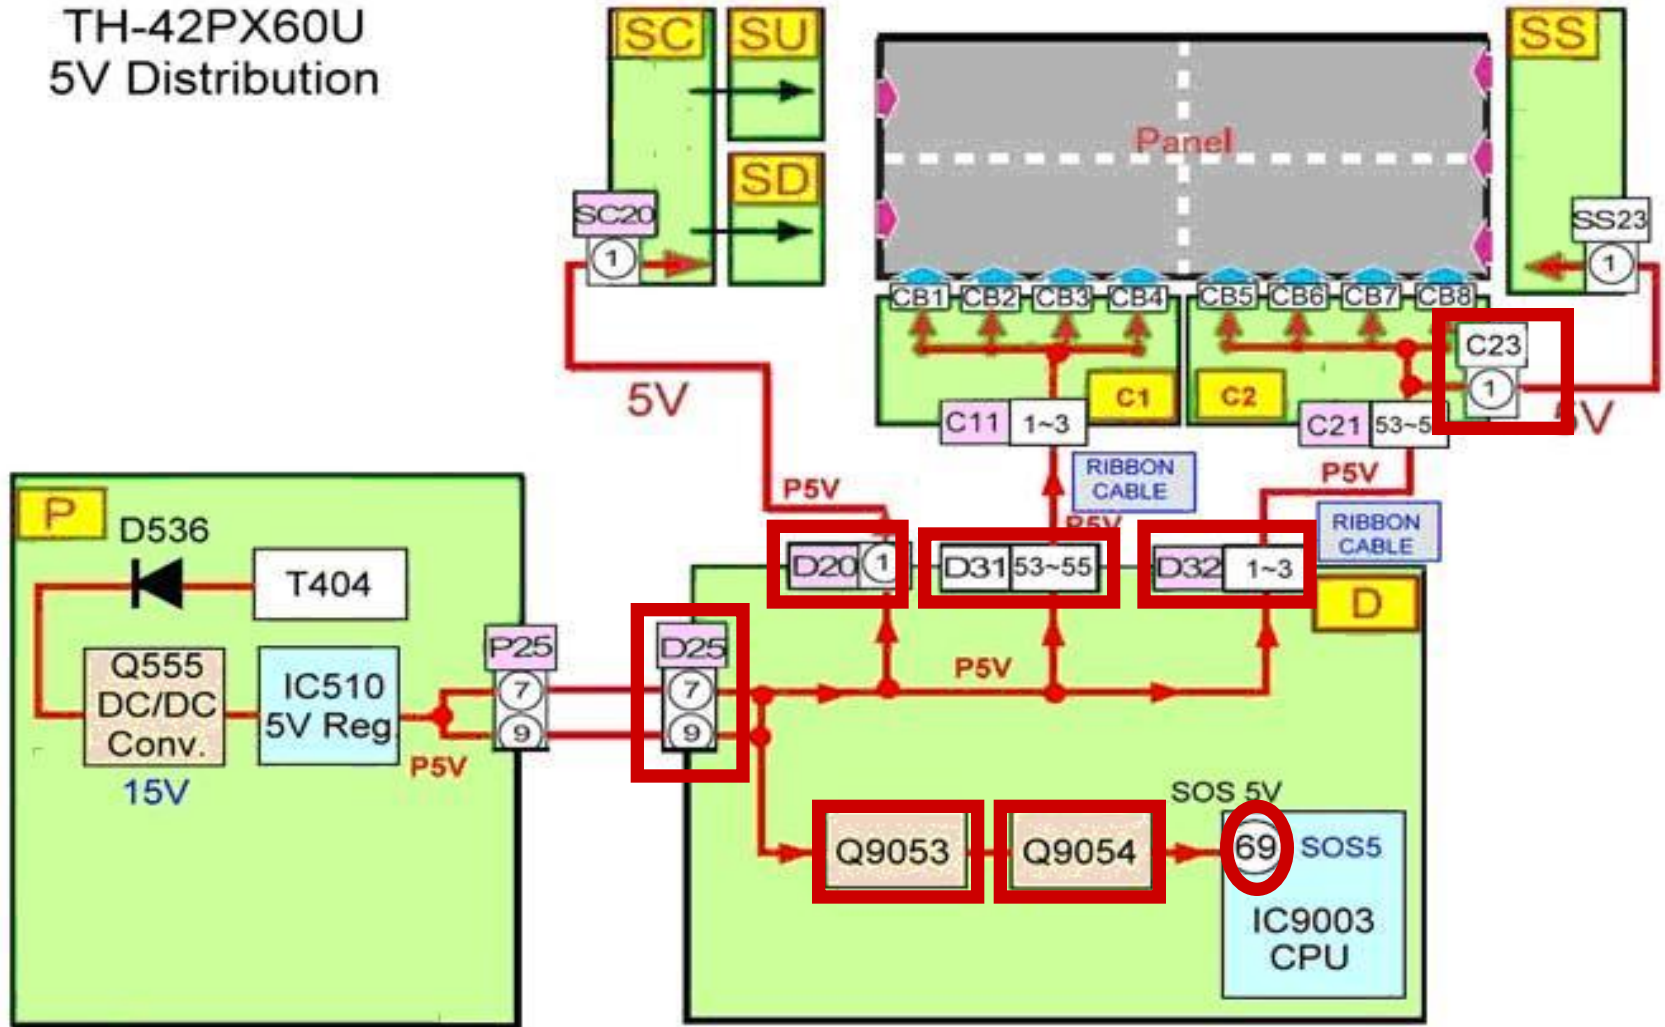 TH-42PX60U
5V Distribution
SC
SU
SD
SS
Panel
SC20
1
SS23
1
CB1
CB2
CB3
CB4
CB5
CB6
CB7
CB8
C23
1
C1
C2
C11
1~3
C21
53~5
5V
P5V
RIBBON
CABLE
P5V
P5V
RIBBON
CABLE
P
D536
T404
Q555
DC/DC
Conv.
15V
IC510
5V Reg.
P5V
P25
7
9
D25
7
9
D20
1
D31
53~55
D32
1~3
D
P5V
Q9053
Q9054
SOS 5V
69
SOS5
IC9003
CPU